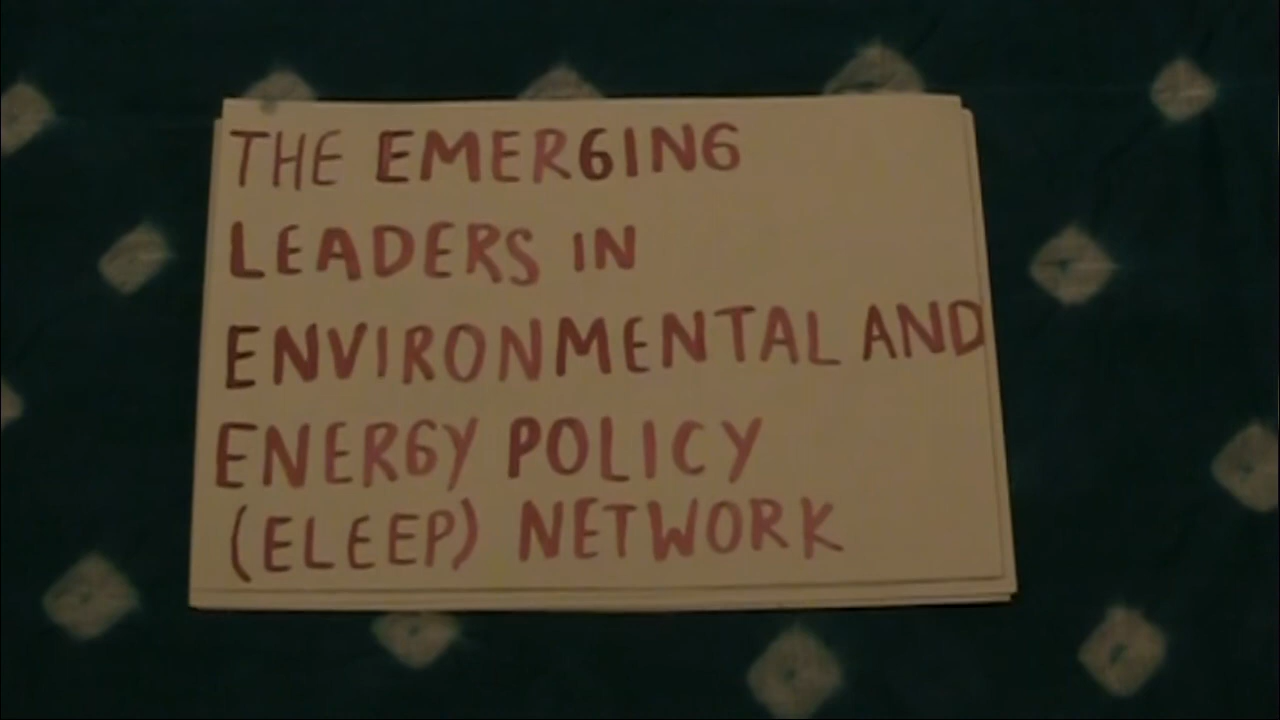 THE EMERGING
LEADERS IN
ENVIRONMENTAL AND
ENERGY POLICY
(ELEEP) NETWORK